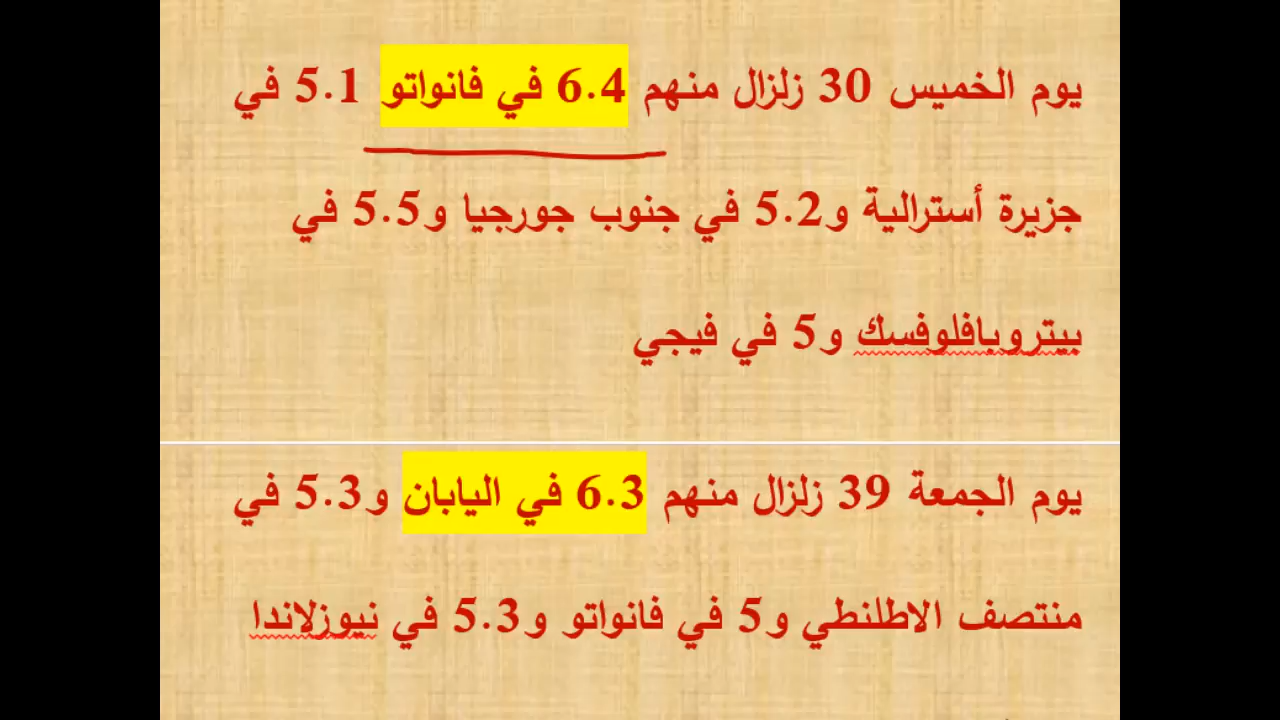 يوم الخميس 30 زلزال منهم 6.4 في فانواتو 5.1 في
جزيرة أسترالية و5.2 في جنوب جورجيا و5.5 في
بيتروبافلوفسك و5 في فيجي
يوم الجمعة 39 زلزال منهم 6.3 في اليابان و5.3 في
منتصف الاطلنطي و5 في فانواتو و5.3 في نيوزلاندا